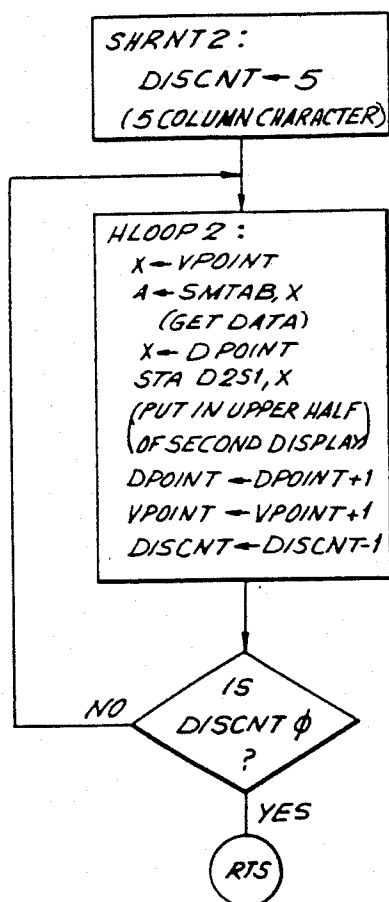 SHRNT2:
DISCNT←5
(5 COLUMN CHARACTER)
HLOOP2:
X←VPOINT
A←SMTAB, X
(GET DATA)
X←DPOINT
STA D2S1, X
(PUT IN UPPER HALF
OF SECOND DISPLAY)
DPOINT←DPOINT+1
VPOINT←VPOINT+1
DISCNT←DISCNT-1
IS
DISCNT ϕ
?
NO
YES
RTS